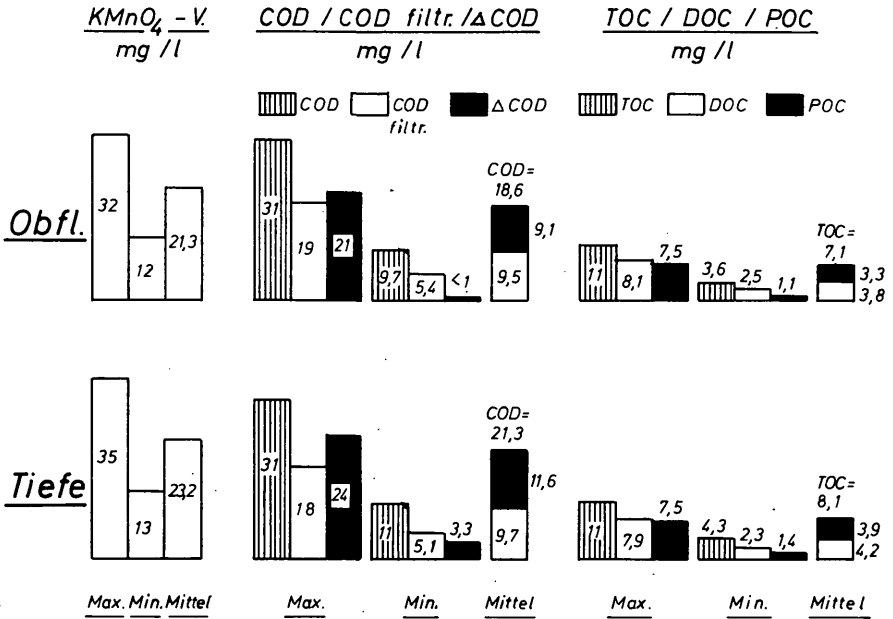 KMnO4 - V.
mg / l
COD / COD filtr. / Δ COD
mg / l
TOC / DOC / POC
mg / l
COD
COD filtr.
Δ COD
TOC
DOC
POC
Obfl.
32
12
21,3
31
19
21
9,7
5,4
<1
COD=
18,6
9,1
9,5
11
8,1
7,5
3,6
2,5
1,1
TOC=
7,1
3,3
3,8
Tiefe
35
13
23,2
31
18
24
11
5,1
3,3
COD=
21,3
11,6
9,7
11
7,9
7,5
4,3
2,3
1,4
TOC=
8,1
3,9
4,2
Max. Min. Mittel
Max.
Min.
Mittel
Max.
Min.
Mittel